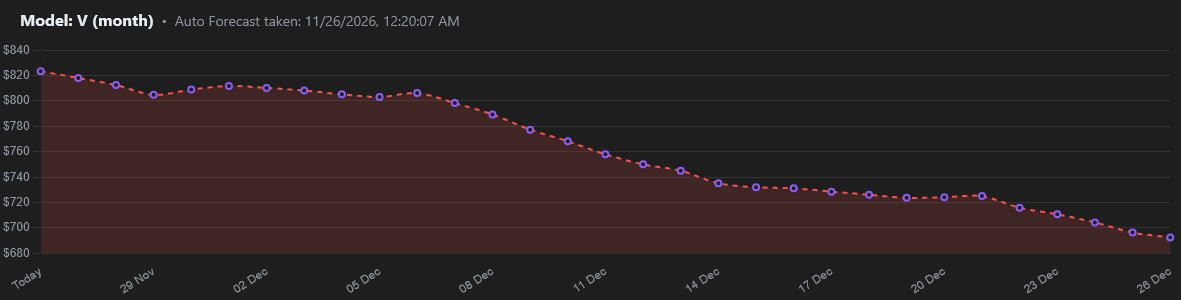 Model: V (month) • Auto Forecast taken: 11/26/2026, 12:20:07 AM
$840
$820
$800
$780
$760
$740
$720
$700
$680
Today
29 Nov
02 Dec
05 Dec
08 Dec
11 Dec
14 Dec
17 Dec
20 Dec
23 Dec
26 Dec